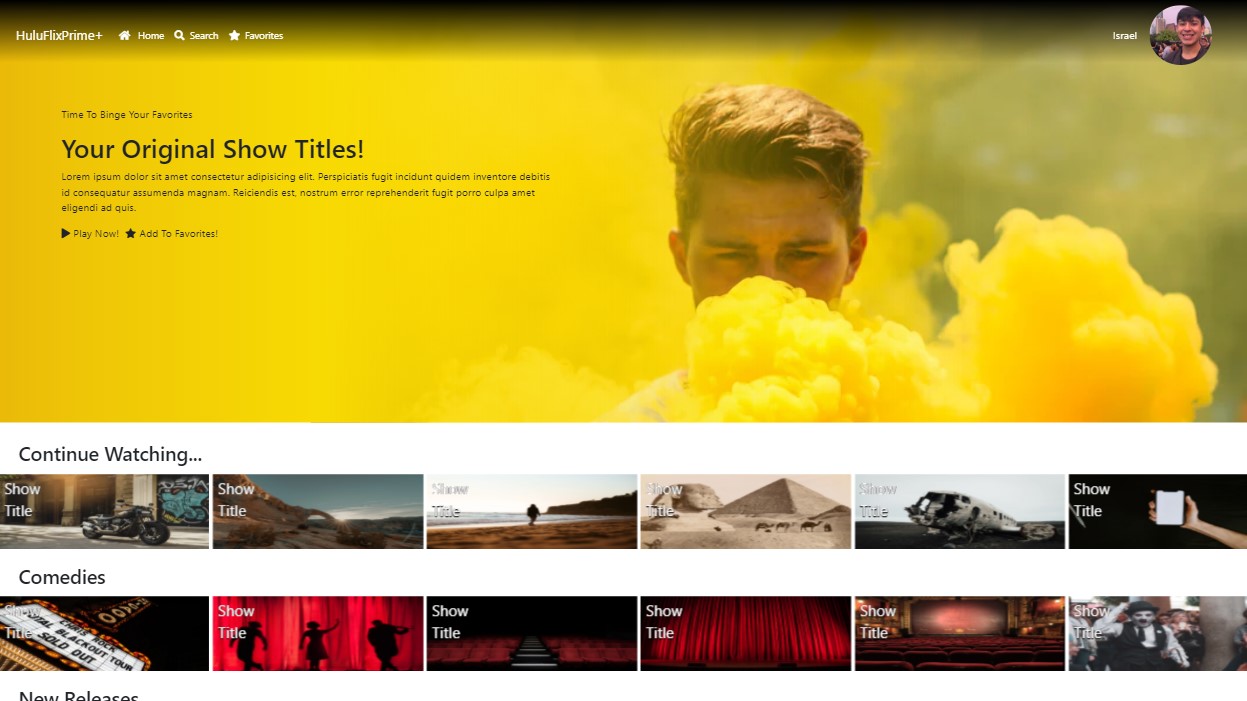 HuluFlixPrime+ Home Search Favorites Israel
Time To Binge Your Favorites
Your Original Show Titles!
Lorem ipsum dolor sit amet consectetur adipisicing elit. Perspiciatis fugit incidunt quidem inventore debitis
id consequatur assumenda magnam. Reiciendis est, nostrum error reprehenderit fugit porro culpa amet
eligendi ad quis.
Play Now! Add To Favorites!
Continue Watching...
Show Title
Show Title
Show Title
Show Title
Show Title
Show Title
Comedies
Show Title
BLACKOUT TOUR
SOLD OUT
Show Title
Show Title
Show Title
Show Title
Show Title
New Releases